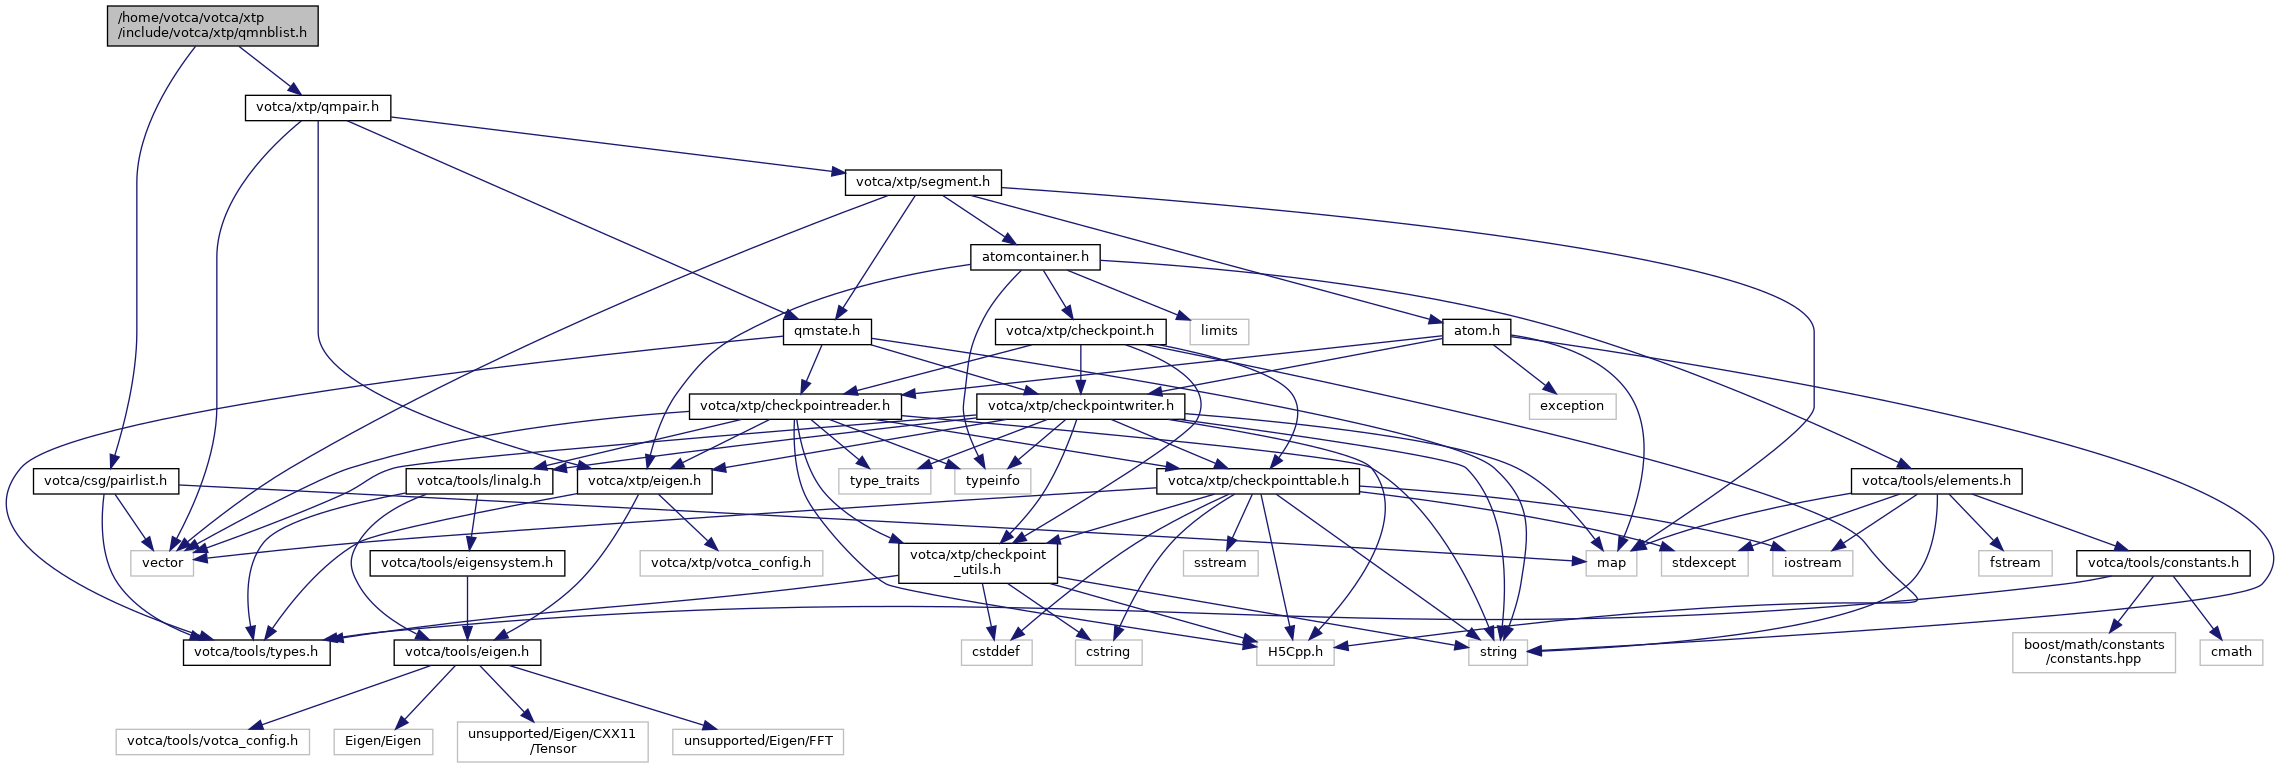 /home/votca/votca/xtp
/include/votca/xtp/qmnblist.h
votca/xtp/qmpair.h
votca/xtp/segment.h
atomcontainer.h
qmstate.h
votca/xtp/checkpoint.h
limits
atom.h
votca/xtp/checkpointreader.h
votca/xtp/checkpointwriter.h
exception
votca/csg/pairlist.h
votca/tools/linalg.h
votca/xtp/eigen.h
type_traits
typeinfo
votca/xtp/checkpointtable.h
votca/tools/elements.h
vector
votca/tools/eigensystem.h
votca/xtp/votca_config.h
votca/xtp/checkpoint
_utils.h
sstream
map
stdexcept
iostream
fstream
votca/tools/constants.h
votca/tools/types.h
votca/tools/eigen.h
cstddef
cstring
H5Cpp.h
string
boost/math/constants
/constants.hpp
cmath
votca/tools/votca_config.h
Eigen/Eigen
unsupported/Eigen/CXX11
/Tensor
unsupported/Eigen/FFT